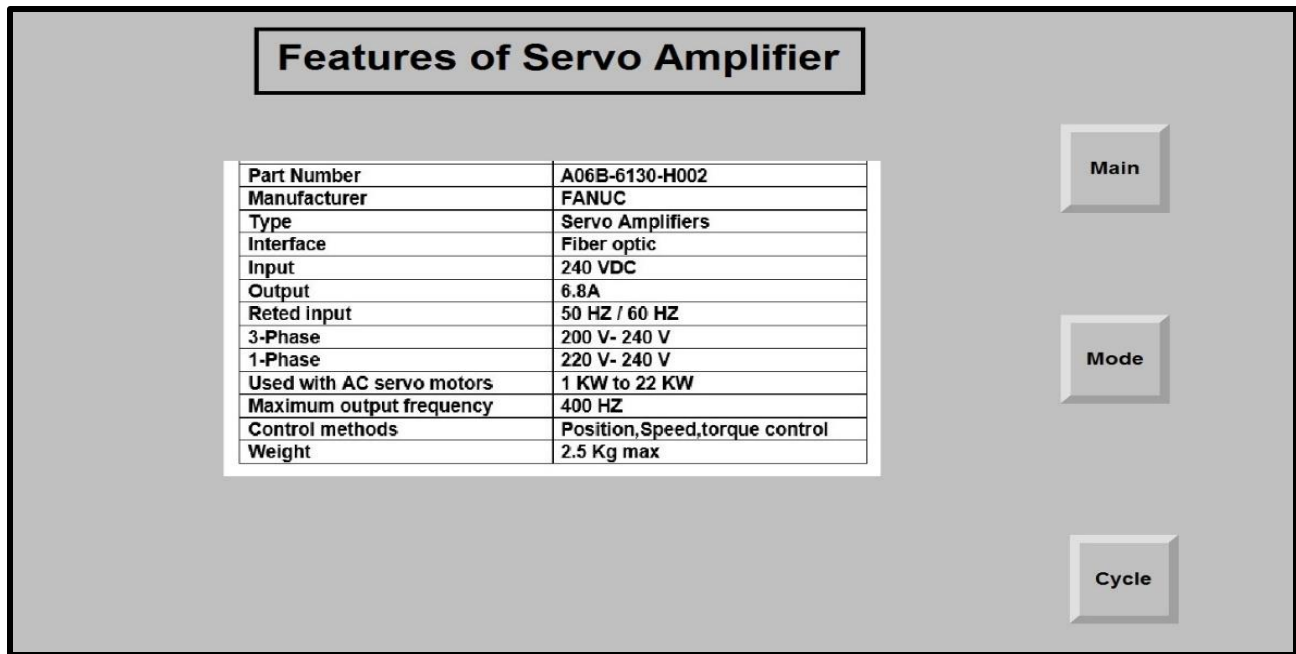 Features of Servo Amplifier
Part Number A06B-6130-H002
Manufacturer FANUC
Type Servo Amplifiers
Interface Fiber optic
Input 240 VDC
Output 6.8A
Reted input 50 HZ / 60 HZ
3-Phase 200 V- 240 V
1-Phase 220 V- 240 V
Used with AC servo motors 1 KW to 22 KW
Maximum output frequency 400 HZ
Control methods Position,Speed,torque control
Weight 2.5 Kg max
Main
Mode
Cycle